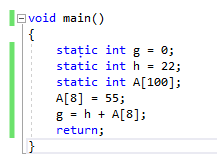 void main()
{
static int g = 0;
static int h = 22;
static int A[100];
A[8] = 55;
g = h + A[8];
return;
}